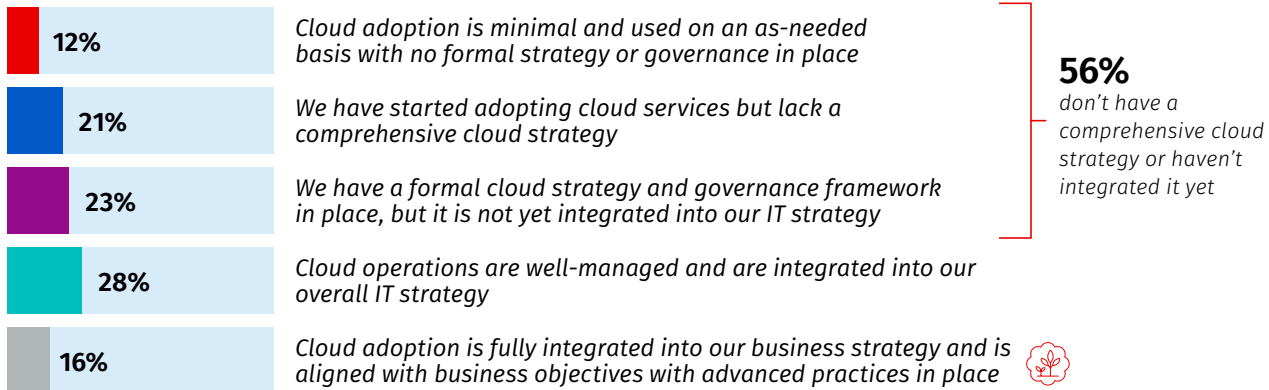 12%
Cloud adoption is minimal and used on an as-needed
basis with no formal strategy or governance in place
21%
We have started adopting cloud services but lack a
comprehensive cloud strategy
23%
We have a formal cloud strategy and governance framework
in place, but it is not yet integrated into our IT strategy
56%
don’t have a
comprehensive cloud
strategy or haven’t
integrated it yet
28%
Cloud operations are well-managed and are integrated into our
overall IT strategy
16%
Cloud adoption is fully integrated into our business strategy and is
aligned with business objectives with advanced practices in place